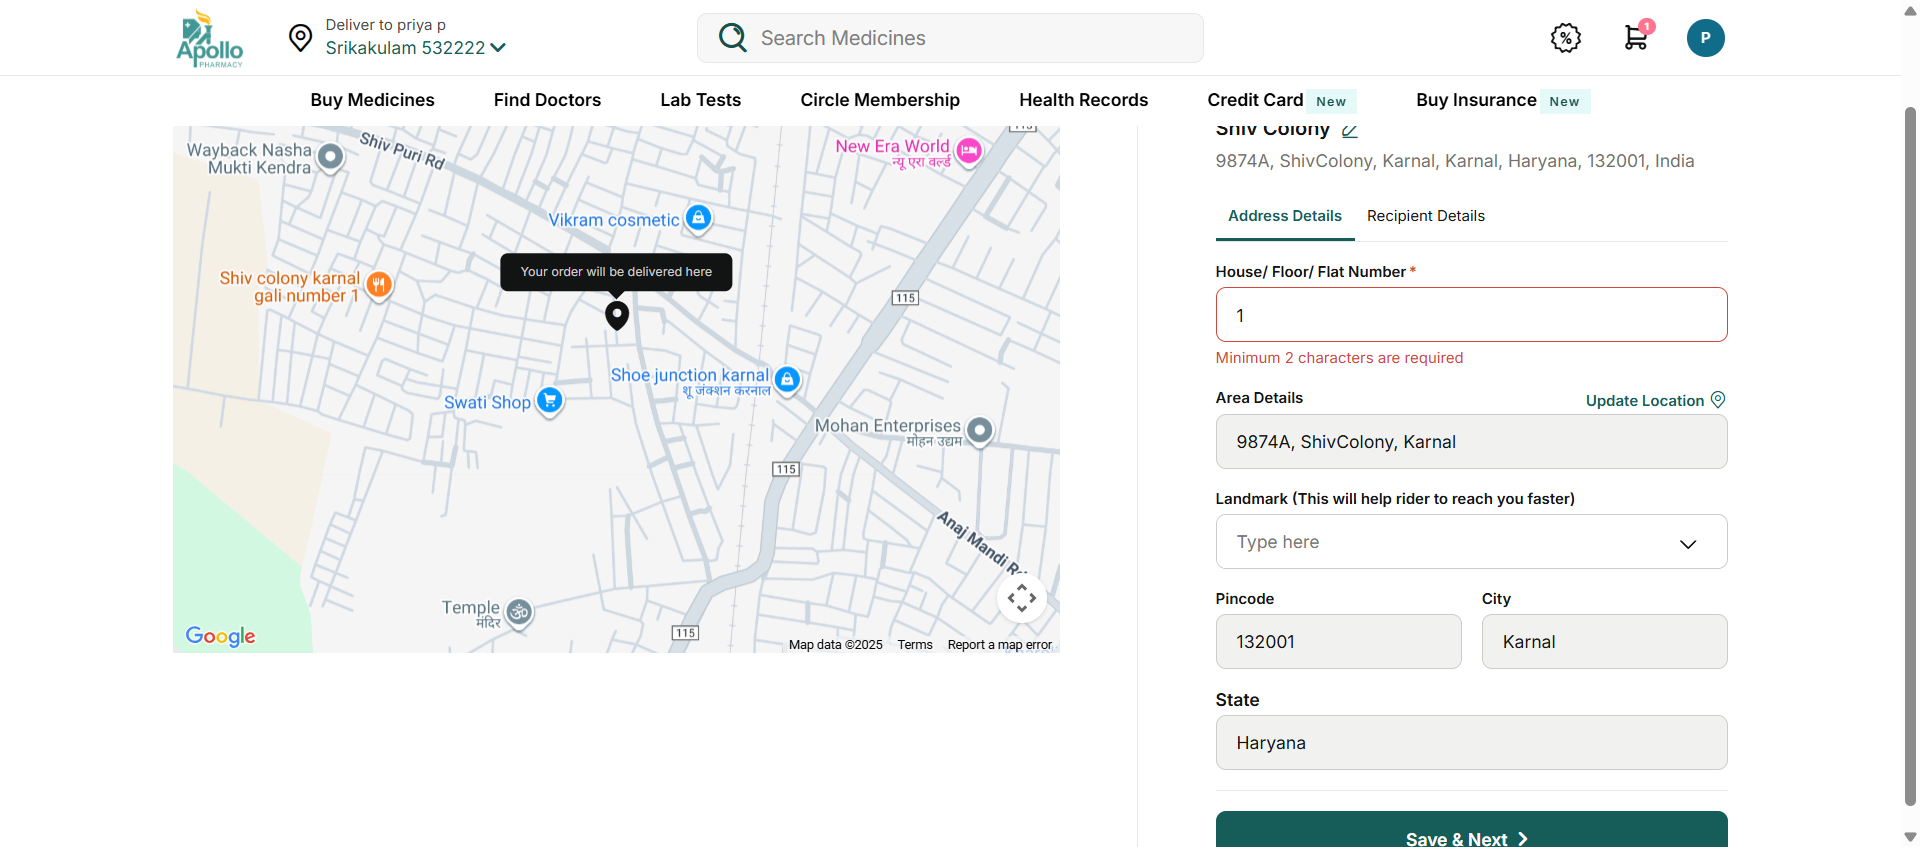 Apollo
PHARMACY
Deliver to priya p
Srikakulam 532222
Search Medicines
%
1
P
Buy Medicines
Find Doctors
Lab Tests
Circle Membership
Health Records
Credit Card New
Buy Insurance New
Wayback Nasha
Mukti Kendra
Shiv Puri Rd
New Era World
न्यू एरा वर्ल्ड
115
Vikram cosmetic
Your order will be delivered here
Shiv colony karnal
gali number 1
115
Shoe junction karnal
शू जंक्शन करनाल
Swati Shop
Mohan Enterprises
मोहन उद्यम
115
Anaj Mandi Rd
Temple
मंदिर
ॐ
115
Google
Map data ©2025
Terms
Report a map error
Shiv Colony
9874A, ShivColony, Karnal, Karnal, Haryana, 132001, India
Address Details
Recipient Details
House/ Floor/ Flat Number *
1
Minimum 2 characters are required
Area Details
Update Location
9874A, ShivColony, Karnal
Landmark (This will help rider to reach you faster)
Type here
Pincode
City
132001
Karnal
State
Haryana
Save & Next